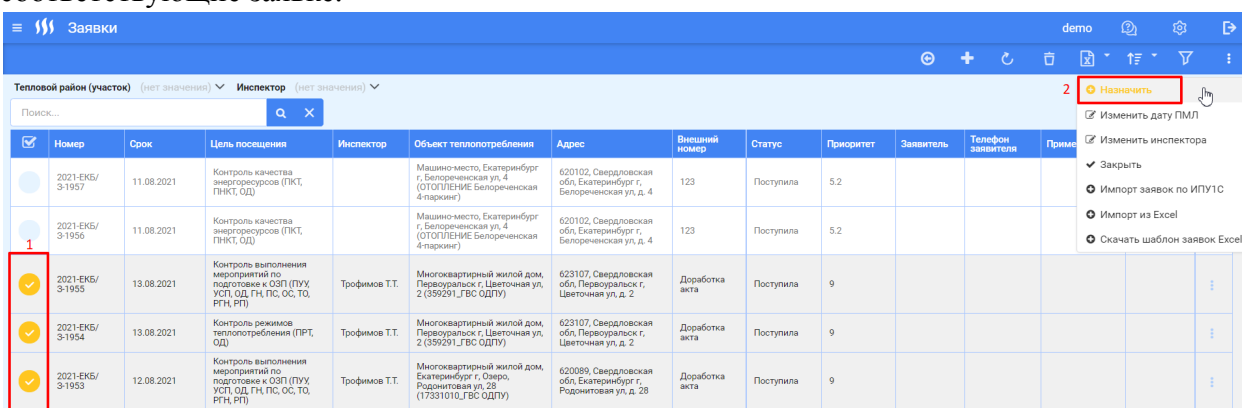 Заявки
demo
Тепловой район (участок) (нет значения) Инспектор (нет значения)
Поиск...
2
Назначить
Изменить дату ПМЛ
Изменить инспектора
Закрыть
Импорт заявок по ИПУ1С
Импорт из Excel
Скачать шаблон заявок Excel
Номер Срок Цель посещения Инспектор Объект теплопотребления Адрес Внешний номер Статус Приоритет Заявитель Телефон заявителя Приме
2021-ЕКБ/
З-1957
11.08.2021
Контроль качества
энергоресурсов (ПКТ,
ПНКТ, ОД)
Машино-место, Екатеринбург
г, Белореченская ул, 4
(ОТОПЛЕНИЕ Белореченская
4-паркинг)
620102, Свердловская
обл, Екатеринбург г,
Белореченская ул, д. 4
123
Поступила
5.2
2021-ЕКБ/
З-1956
11.08.2021
Контроль качества
энергоресурсов (ПКТ,
ПНКТ, ОД)
Машино-место, Екатеринбург
г, Белореченская ул, 4
(ОТОПЛЕНИЕ Белореченская
4-паркинг)
620102, Свердловская
обл, Екатеринбург г,
Белореченская ул, д. 4
123
Поступила
5.2
1
2021-ЕКБ/
З-1955
13.08.2021
Контроль выполнения
мероприятий по
подготовке к ОЗП (ПУУ,
УСП, ОД, ГН, ПС, ОС, ТО,
РГН, РП)
Трофимов Т.Т.
Многоквартирный жилой дом,
Первоуральск г, Цветочная ул,
2 (359291_ГВС ОДПУ)
623107, Свердловская
обл, Первоуральск г,
Цветочная ул, д. 2
Доработка
акта
Поступила
9
2021-ЕКБ/
З-1954
13.08.2021
Контроль режимов
теплопотребления (ПРТ,
ОД)
Трофимов Т.Т.
Многоквартирный жилой дом,
Первоуральск г, Цветочная ул,
2 (359291_ГВС ОДПУ)
623107, Свердловская
обл, Первоуральск г,
Цветочная ул, д. 2
Доработка
акта
Поступила
9
2021-ЕКБ/
З-1953
12.08.2021
Контроль выполнения
мероприятий по
подготовке к ОЗП (ПУУ,
УСП, ОД, ГН, ПС, ОС, ТО,
РГН, РП)
Трофимов Т.Т.
Многоквартирный жилой дом,
Екатеринбург г, Озеро,
Родонитовая ул, 28
(17331010_ГВС ОДПУ)
620089, Свердловская
обл, Екатеринбург г,
Родонитовая ул, д. 28
Доработка
акта
Поступила
9